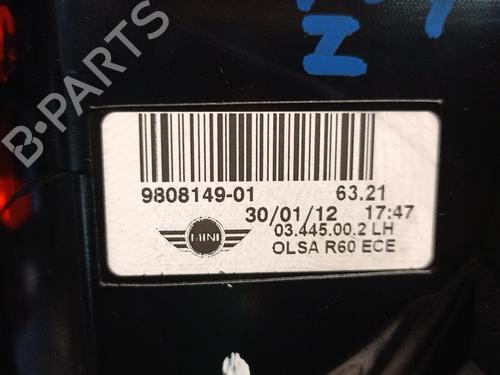 B-PARTS
Z
9808149-01 63.21
30/01/12 17:47
MINI
03.445.00.2 LH
OLSA R60 ECE